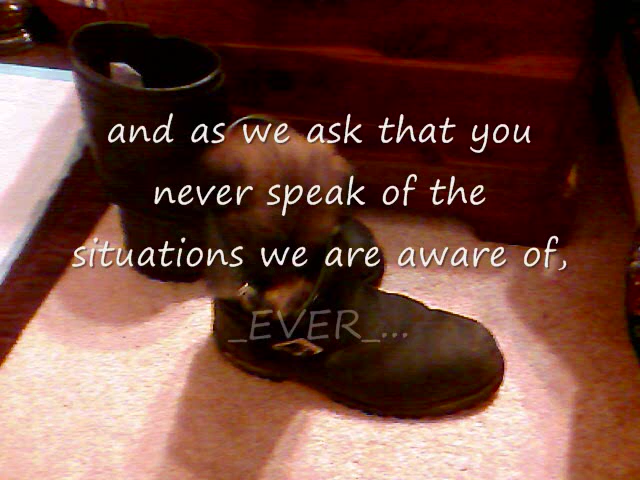 and as we ask that you
never speak of the
situations we are aware of,
_EVER_...